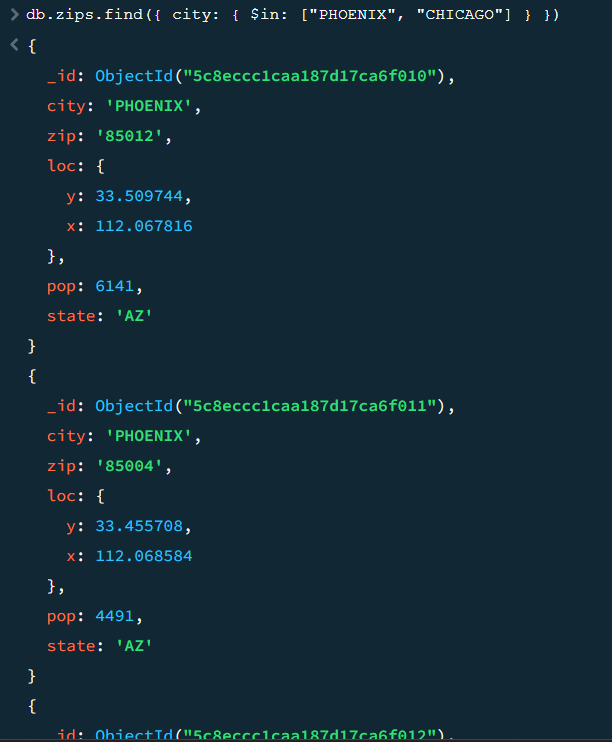 db.zips.find({ city: { $in: ["PHOENIX", "CHICAGO"] } })
{
_id: ObjectId("5c8eccc1caa187d17ca6f010"),
city: 'PHOENIX',
zip: '85012',
loc: {
y: 33.509744,
x: 112.067816
},
pop: 6141,
state: 'AZ'
}
{
_id: ObjectId("5c8eccc1caa187d17ca6f011"),
city: 'PHOENIX',
zip: '85004',
loc: {
y: 33.455708,
x: 112.068584
},
pop: 4491,
state: 'AZ'
}
{
_id: ObjectId("5c8eccc1caa187d17ca6f012"),